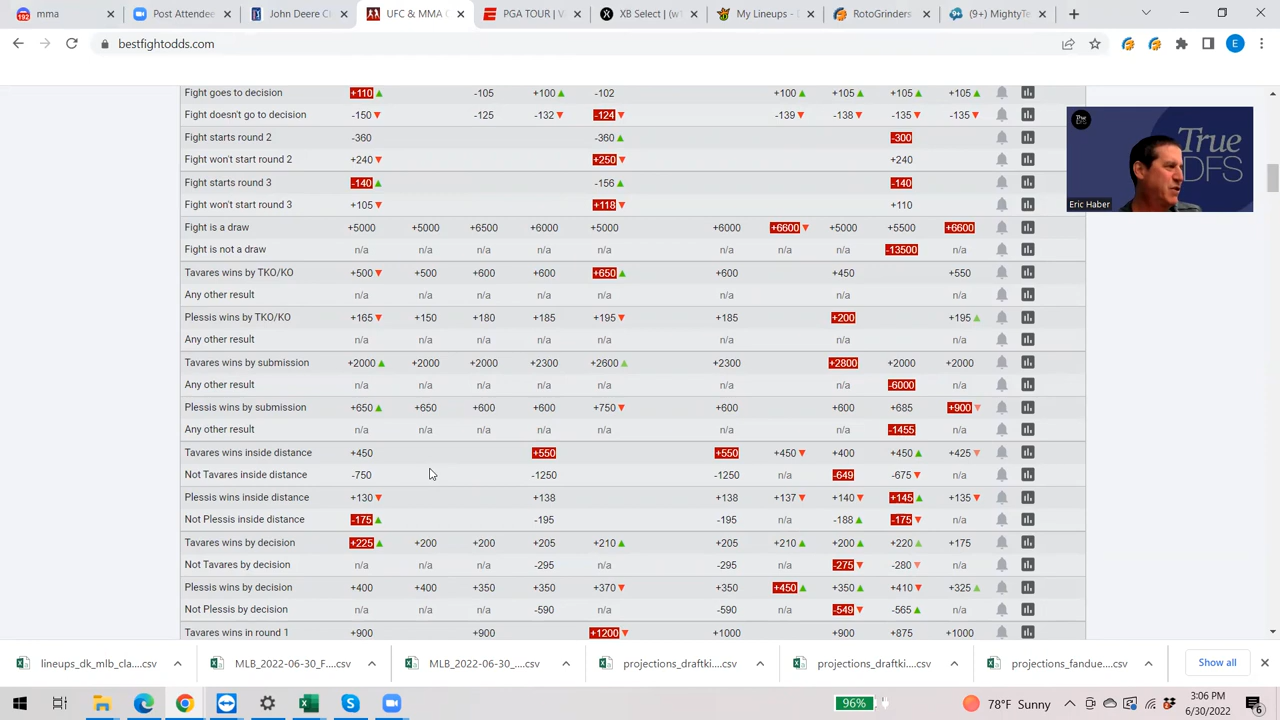 192 mma
Post Attendee
John Deere Cl
UFC & MMA
PGA TOUR | V
XB Select | (w1
My Lineups - D
RotoGrinders
(9+) MightyTe
bestfightodds.com
E
Fight goes to decision +110 -105 +100 -102 +100 +105 +105 +105
Fight doesn't go to decision -150 -125 -132 -124 -139 -138 -135 -135
Fight starts round 2 -360 -360 -300
Fight won't start round 2 +240 +250 +240
Fight starts round 3 -140 -156 -140
Fight won't start round 3 +105 +118 +110
Fight is a draw +5000 +5000 +6500 +6000 +5000 +6000 +6600 +5000 +5500 +6600
Fight is not a draw n/a n/a n/a n/a n/a n/a n/a n/a -13500 n/a
Tavares wins by TKO/KO +500 +500 +600 +600 +650 +600 +450 +550
Any other result n/a n/a n/a n/a n/a n/a n/a n/a
Plessis wins by TKO/KO +165 +150 +180 +185 +195 +185 +200 +195
Any other result n/a n/a n/a n/a n/a n/a n/a n/a
Tavares wins by submission +2000 +2000 +2000 +2300 +2600 +2300 +2800 +2000 +2000
Any other result n/a n/a n/a n/a n/a n/a n/a -6000 n/a
Plessis wins by submission +650 +650 +600 +600 +750 +600 +600 +685 +900
Any other result n/a n/a n/a n/a n/a n/a n/a -1455 n/a
Tavares wins inside distance +450 +550 +550 +450 +400 +450 +425
Not Tavares inside distance -750 -1250 -1250 n/a -649 -675 n/a
Plessis wins inside distance +130 +138 +138 +137 +140 +145 +135
Not Plessis inside distance -175 -195 -195 n/a -188 -175 n/a
Tavares wins by decision +225 +200 +200 +205 +210 +205 +210 +200 +220 +175
Not Tavares by decision n/a n/a n/a -295 n/a -295 n/a -275 -280 n/a
Plessis wins by decision +400 +400 +350 +350 +370 +350 +450 +350 +410 +325
Not Plessis by decision n/a n/a n/a -590 n/a -590 n/a -549 -565 n/a
Tavares wins in round 1 +900 +900 +1200 +1000 +900 +875 +1000
True
DFS
True
DFS
Eric Haber
lineups_dk_mlb_cla....csv
MLB_2022-06-30_F....csv
MLB_2022-06-30_....csv
projections_draftki....csv
projections_draftki....csv
projections_fandue....csv
Show all
96%
78°F Sunny
3:06 PM
6/30/2022
6